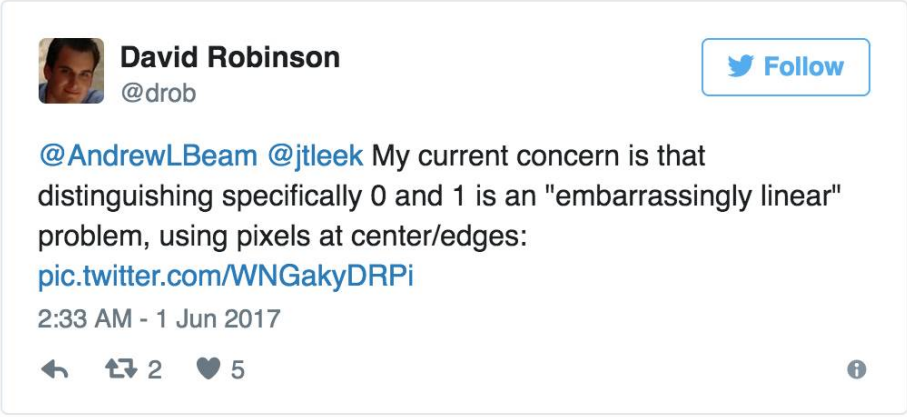 David Robinson
@drob
Follow
@AndrewLBeam @jtleek My current concern is that
distinguishing specifically 0 and 1 is an "embarrassingly linear"
problem, using pixels at center/edges:
pic.twitter.com/WNGakyDRPi
2:33 AM - 1 Jun 2017
2 5